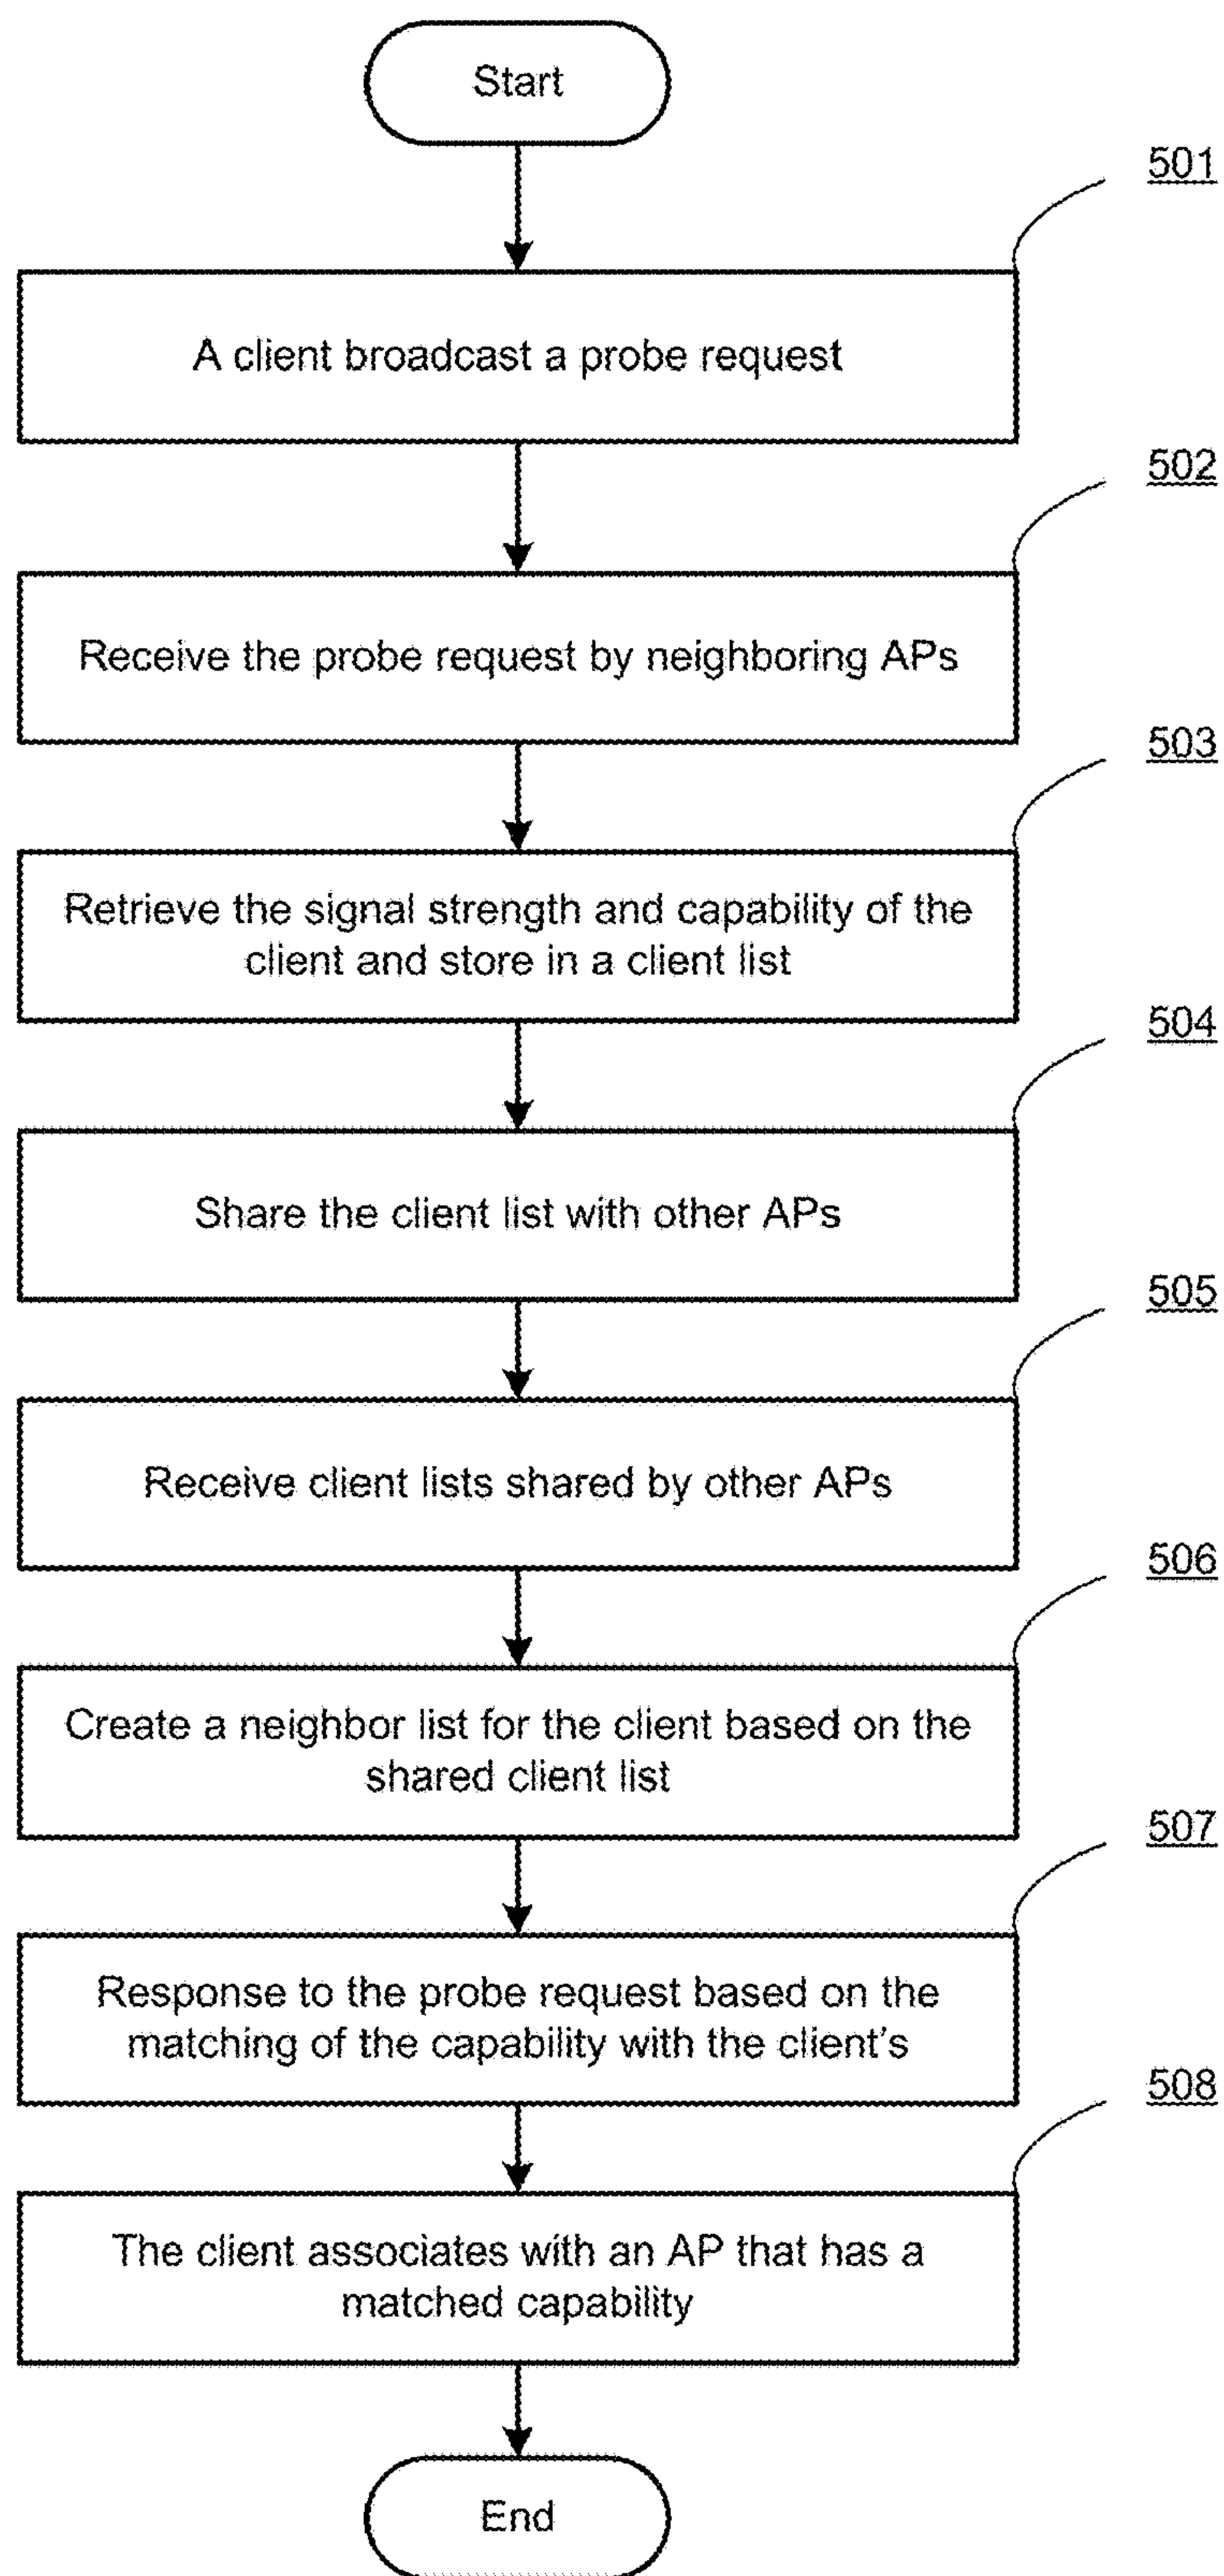 Start
501
A client broadcast a probe request
502
Receive the probe request by neighboring APs
503
Retrieve the signal strength and capability of the
client and store in a client list
504
Share the client list with other APs
505
Receive client lists shared by other APs
506
Create a neighbor list for the client based on the
shared client list
507
Response to the probe request based on the
matching of the capability with the client's
508
The client associates with an AP that has a
matched capability
End